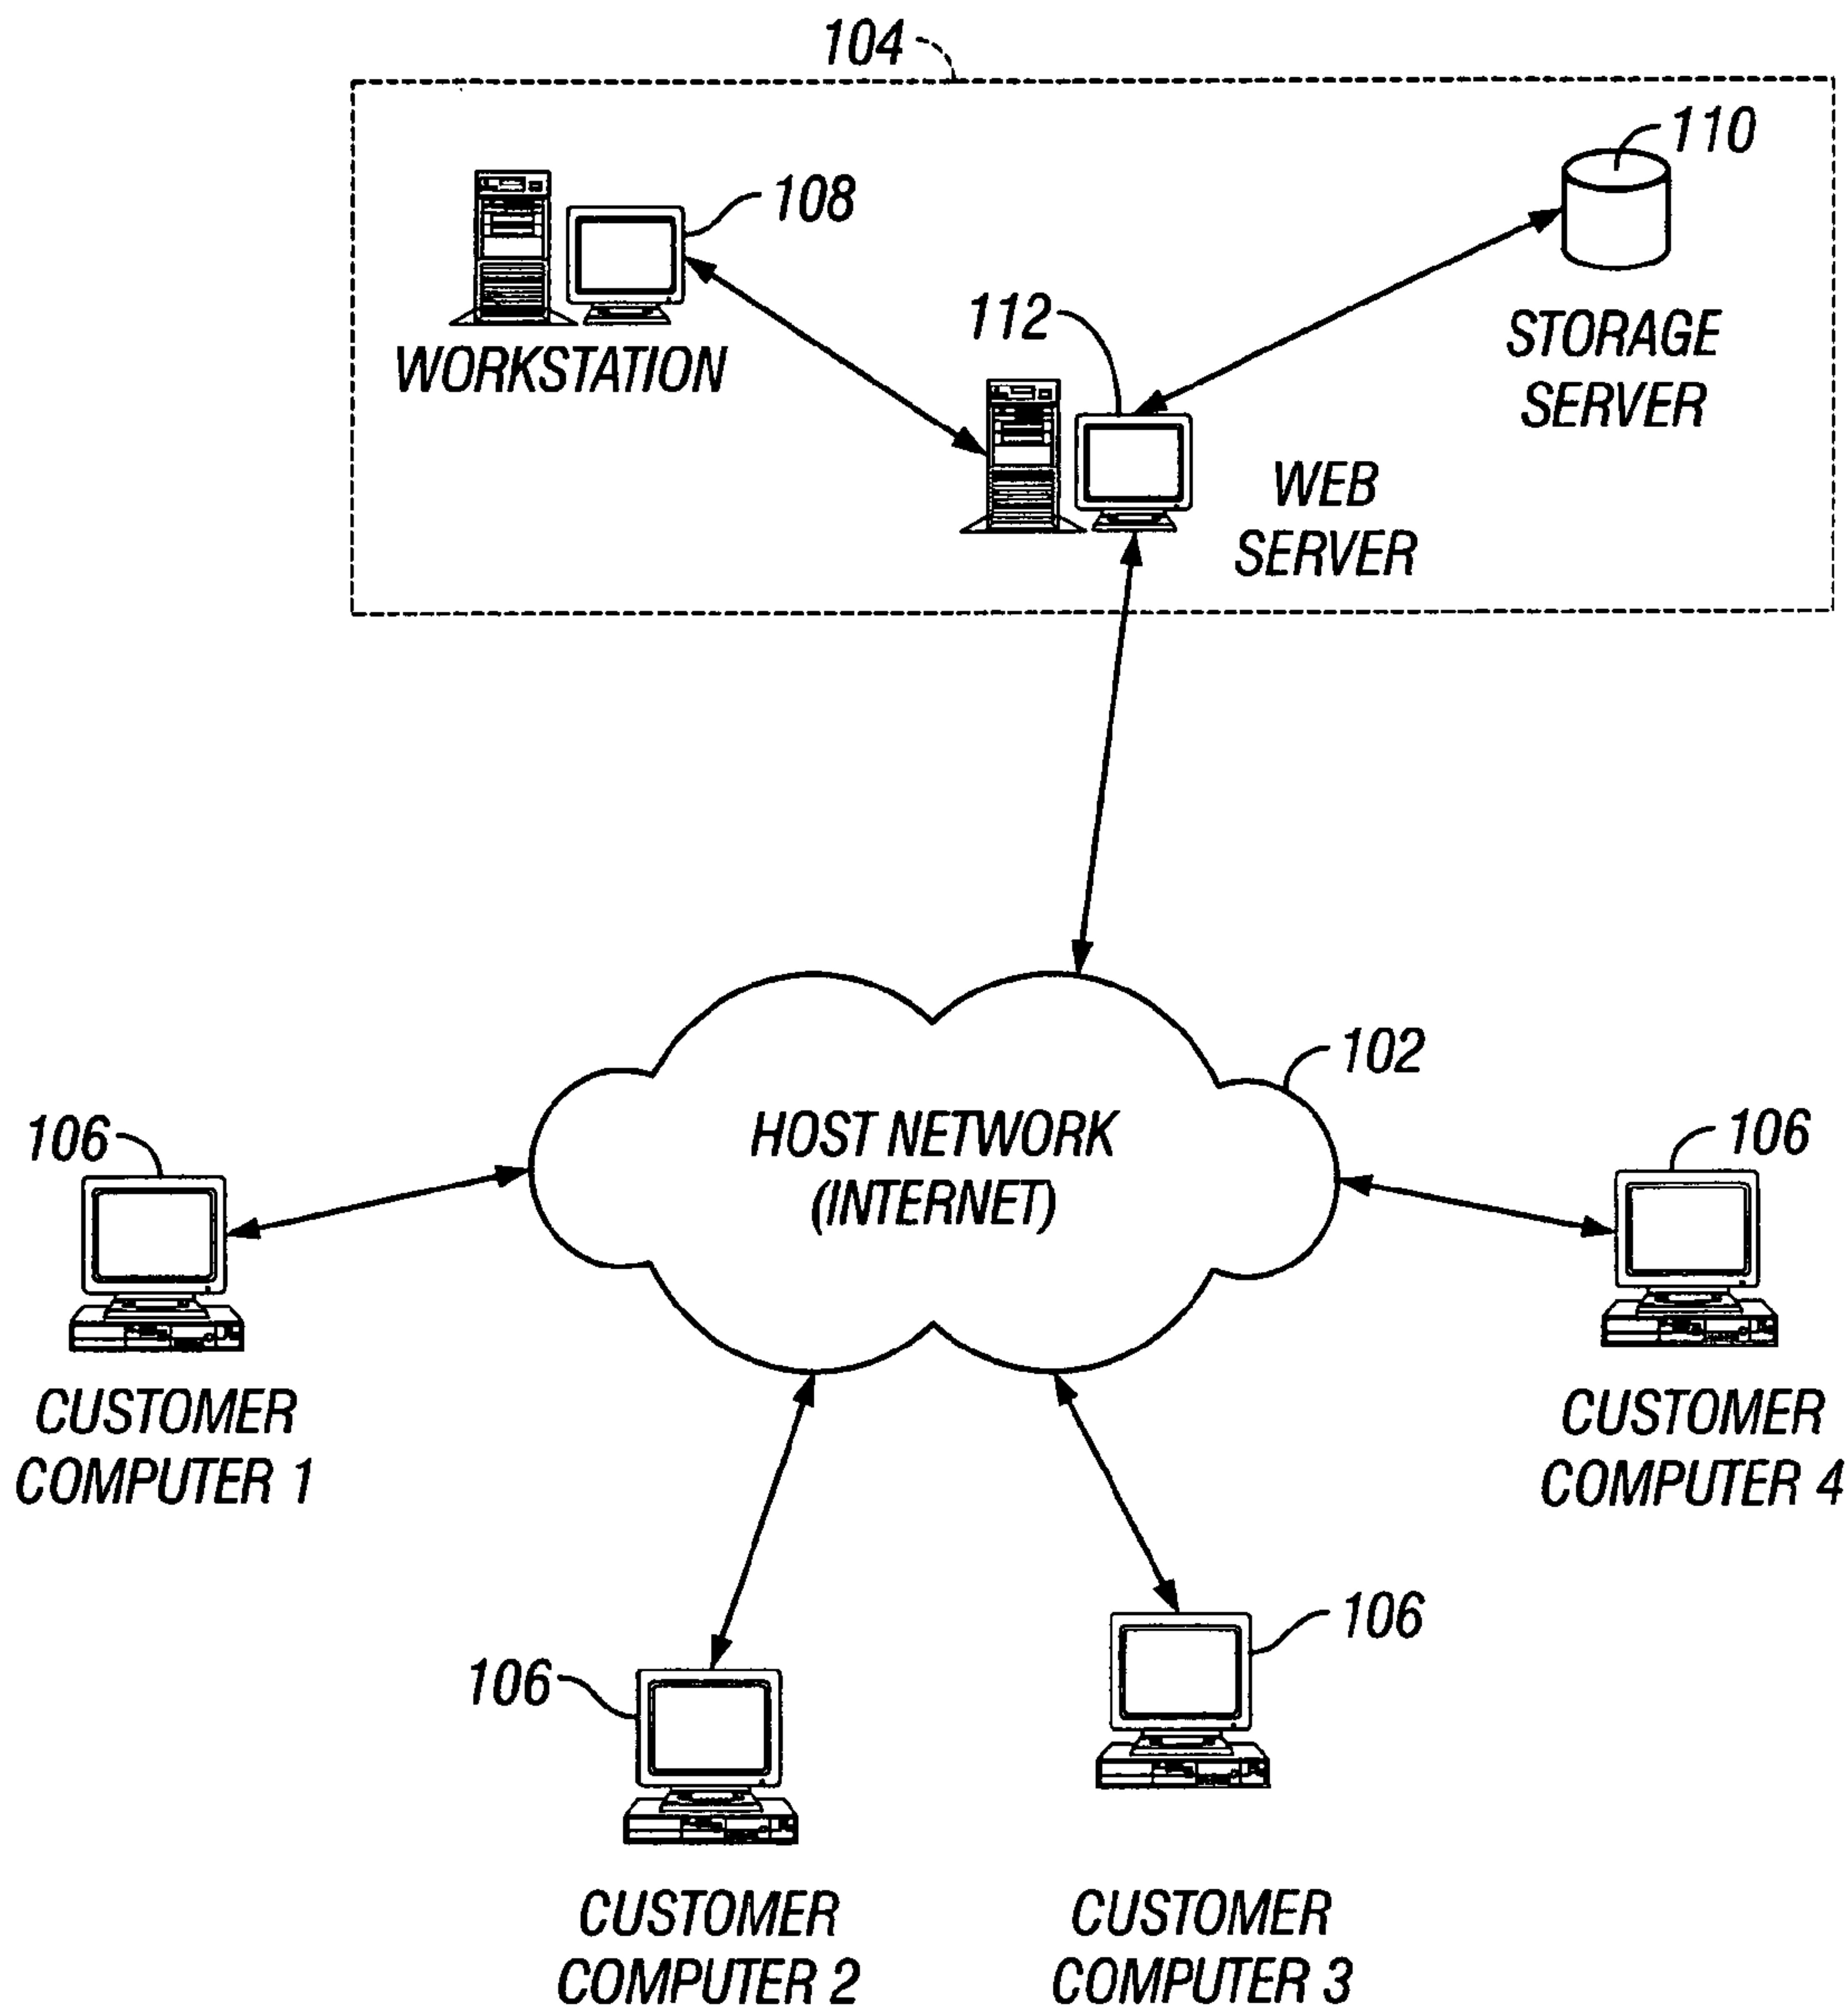 104
110
108
112
WORKSTATION
STORAGE
SERVER
WEB
SERVER
102
HOST NETWORK
(INTERNET)
106
106
CUSTOMER
COMPUTER 1
CUSTOMER
COMPUTER 4
106
106
CUSTOMER
COMPUTER 2
CUSTOMER
COMPUTER 3